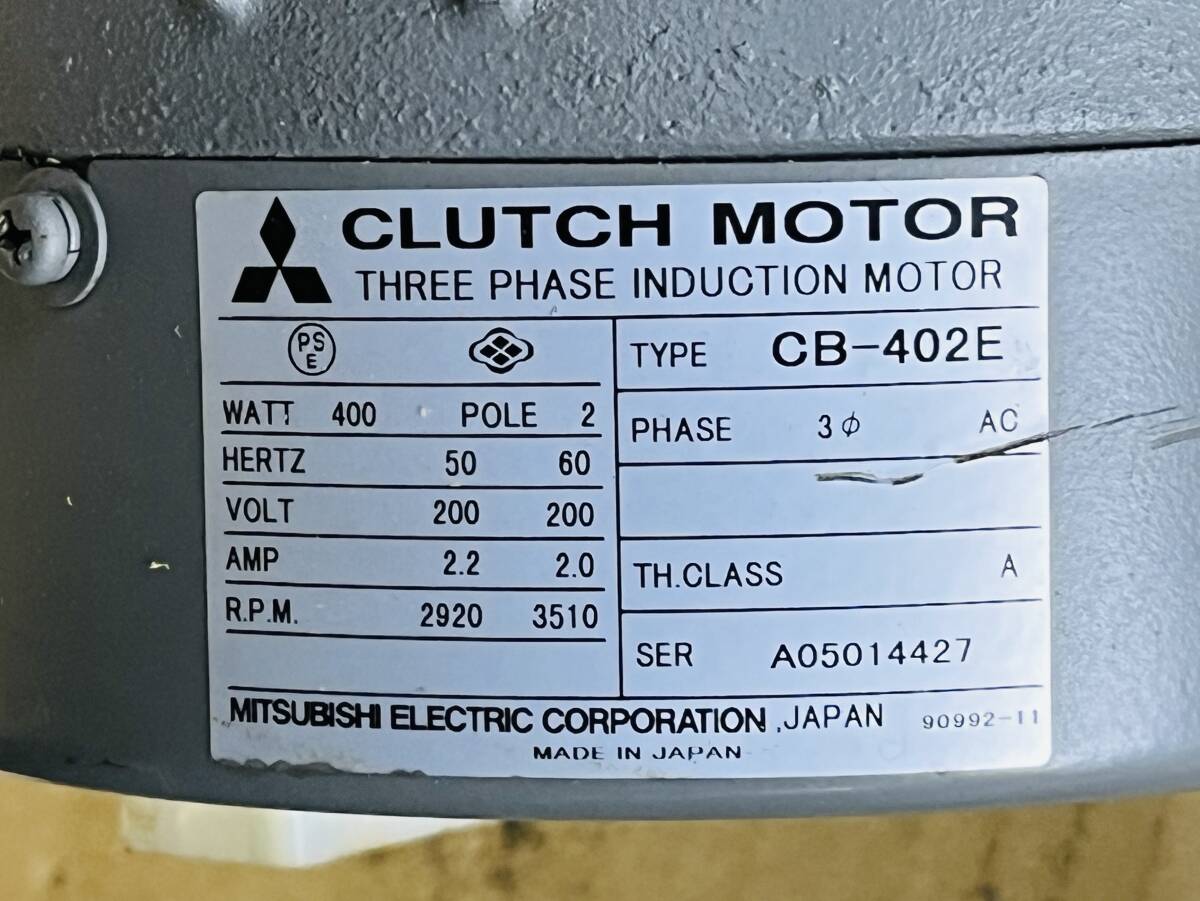 CLUTCH MOTOR
THREE PHASE INDUCTION MOTOR
PS
E
TYPE CB-402E
WATT 400 POLE 2
PHASE 3φ AC
HERTZ 50 60
VOLT 200 200
AMP 2.2 2.0
TH.CLASS A
R.P.M. 2920 3510
SER A05014427
MITSUBISHI ELECTRIC CORPORATION ,JAPAN 90992-11
MADE IN JAPAN